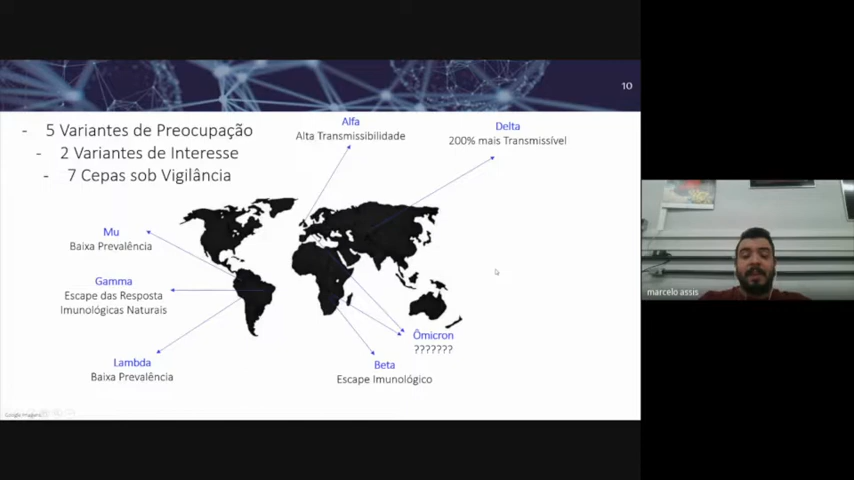 10
- 5 Variantes de Preocupação
- 2 Variantes de Interesse
- 7 Cepas sob Vigilância
Alfa
Alta Transmissibilidade
Delta
200% mais Transmissível
Mu
Baixa Prevalência
Gamma
Escape das Resposta
Imunológicas Naturais
Lambda
Baixa Prevalência
Ômicron
???????
Beta
Escape Imunológico
Google Imagens
marcelo assis